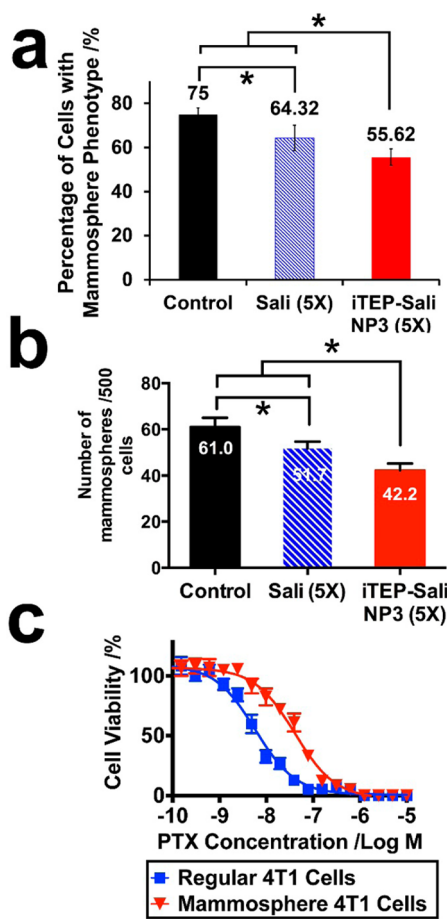 a
*
*
Percentage of Cells with
Mammosphere Phenotype /%
80
60
40
20
0
75
64.32
55.62
Control
Sali (5X)
iTEP-Sali
NP3 (5X)
b
*
*
Number of
mammospheres /500
cells
80
60
40
20
0
61.0
51.7
42.2
Control
Sali (5X)
iTEP-Sali
NP3 (5X)
c
Cell Viability /%
100
50
0
-10
-9
-8
-7
-6
-5
PTX Concentration /Log M
Regular 4T1 Cells
Mammosphere 4T1 Cells